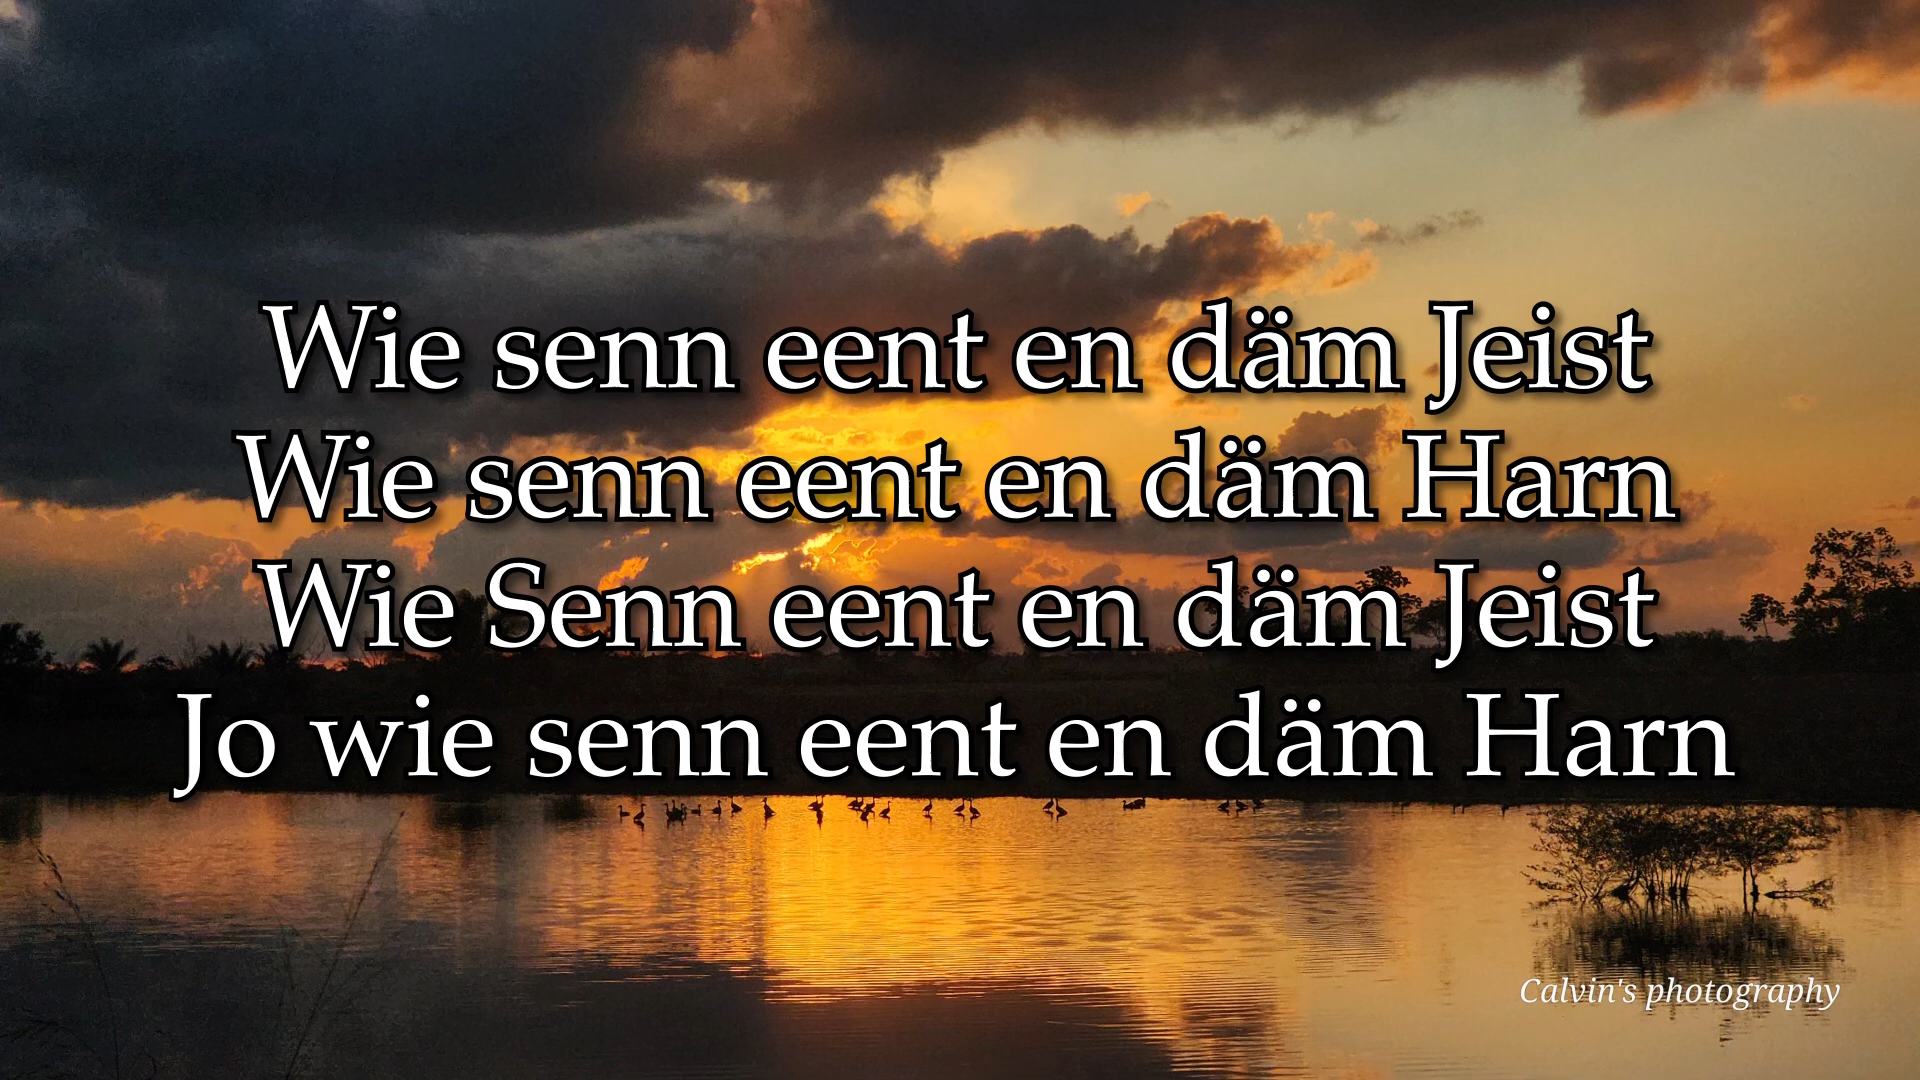 Wie senn eent en däm Jeist
Wie senn eent en däm Harn
Wie Senn eent en däm Jeist
Jo wie senn eent en däm Harn
Calvin's photography